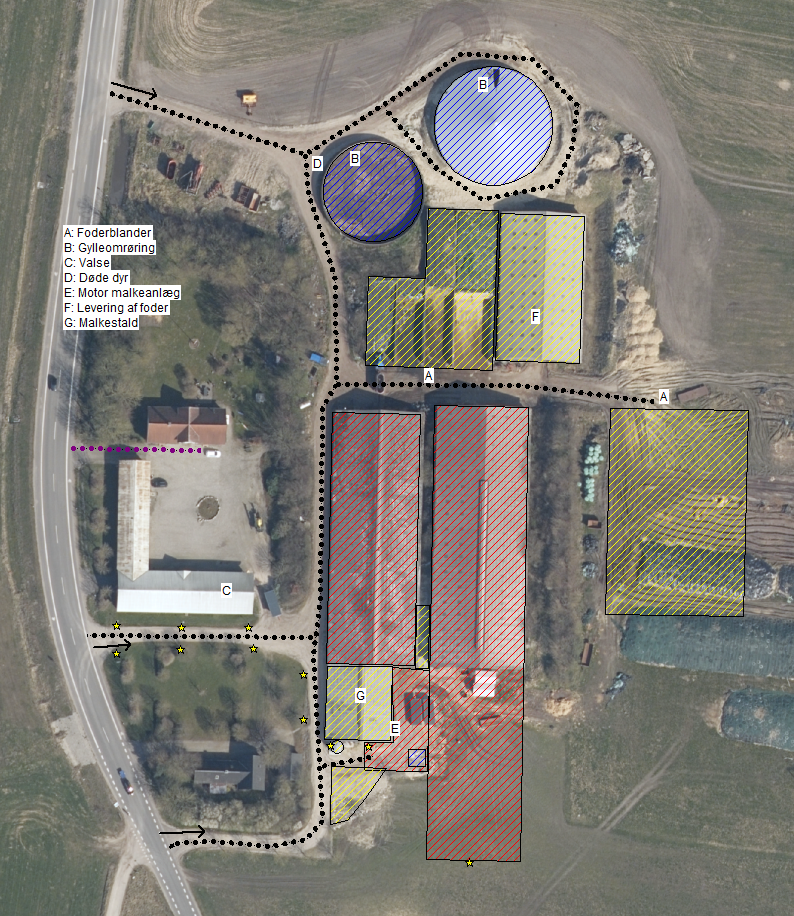 B
B
D
A: Foderblander
B: Gylleomrøring
C: Valse
D: Døde dyr
E: Motor malkeanlæg
F: Levering af foder
G: Malkestald
F
A
A
C
G
E